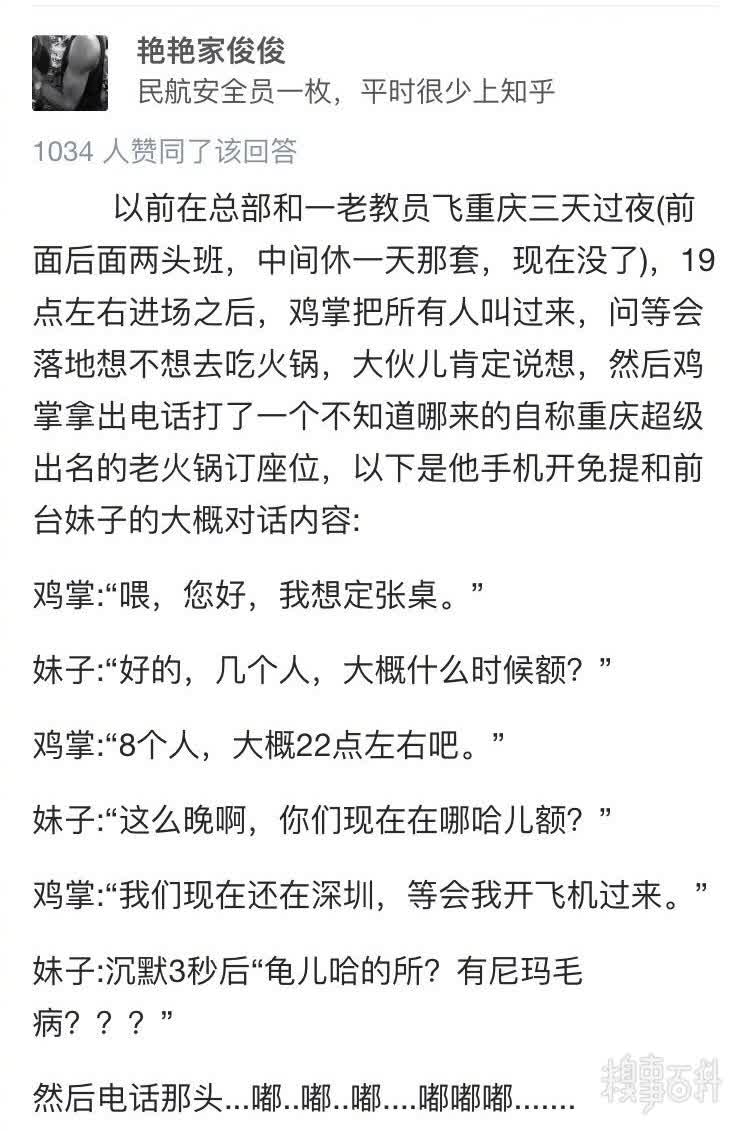 艳艳家俊俊
民航安全员一枚，平时很少上知乎
1034 人赞同了该回答
以前在总部和一老教员飞重庆三天过夜(前
面后面两头班，中间休一天那套，现在没了)，19
点左右进场之后，鸡掌把所有人叫过来，问等会
落地想不想去吃火锅，大伙儿肯定说想，然后鸡
掌拿出电话打了一个不知道哪来的自称重庆超级
出名的老火锅订座位，以下是他手机开免提和前
台妹子的大概对话内容:
鸡掌:“喂，您好，我想定张桌。”
妹子:“好的，几个人，大概什么时候额？”
鸡掌:“8个人，大概22点左右吧。”
妹子:“这么晚啊，你们现在在哪哈儿额？”
鸡掌:“我们现在还在深圳，等会我开飞机过来。”
妹子:沉默3秒后“龟儿哈的所？有尼玛毛
病？？？”
然后电话那头...嘟..嘟..嘟....嘟嘟嘟.......
糗事百科